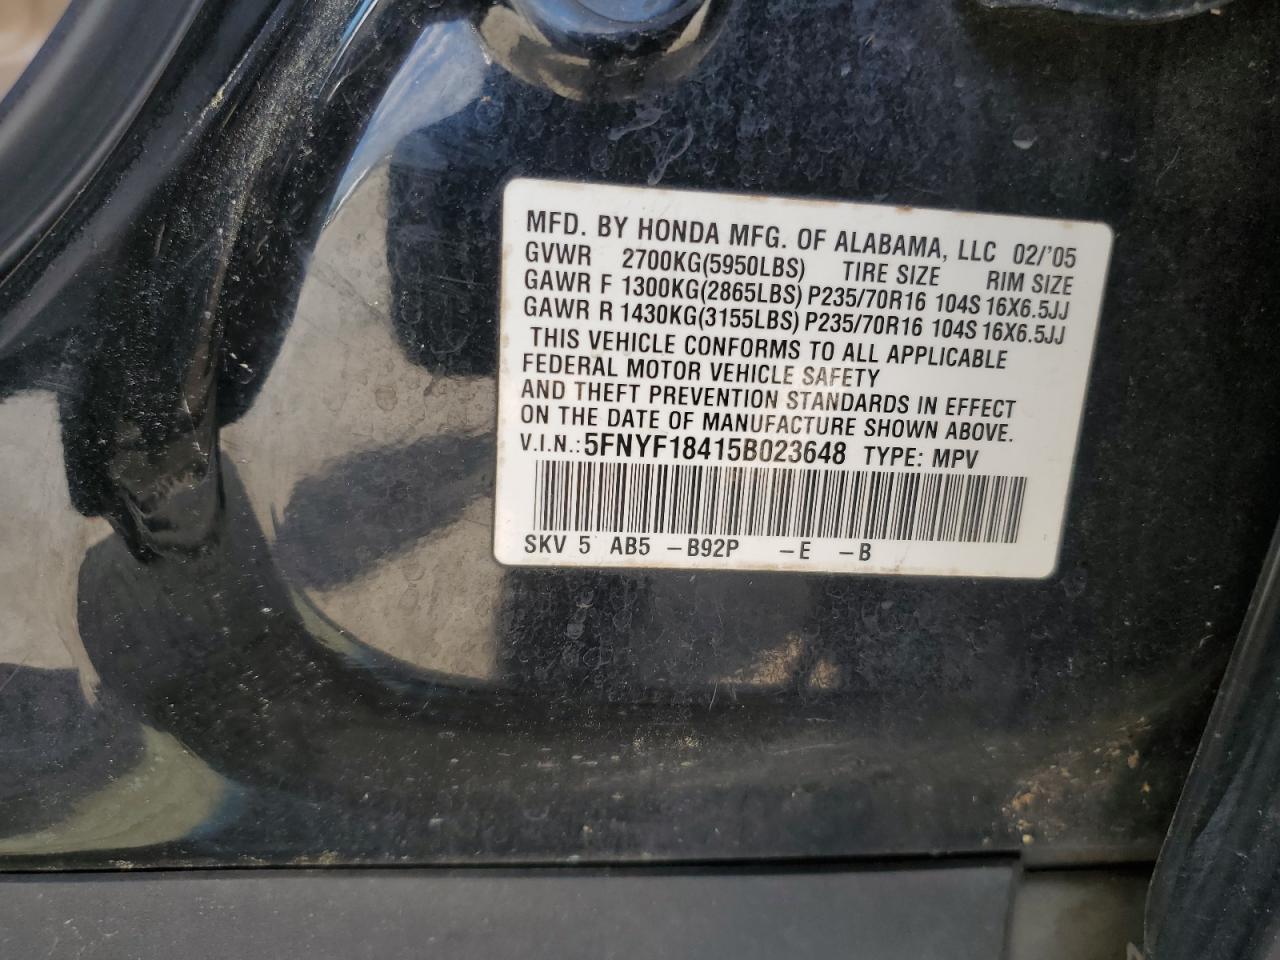 MFD. BY HONDA MFG. OF ALABAMA, LLC 02/'05
GVWR 2700KG(5950LBS) TIRE SIZE RIM SIZE
GAWR F 1300KG(2865LBS) P235/70R16 104S 16X6.5JJ
GAWR R 1430KG(3155LBS) P235/70R16 104S 16X6.5JJ
THIS VEHICLE CONFORMS TO ALL APPLICABLE
FEDERAL MOTOR VEHICLE SAFETY
AND THEFT PREVENTION STANDARDS IN EFFECT
ON THE DATE OF MANUFACTURE SHOWN ABOVE.
V.I.N.: 5FNYF18415B023648 TYPE: MPV
SKV 5 AB5 -B92P -E -B